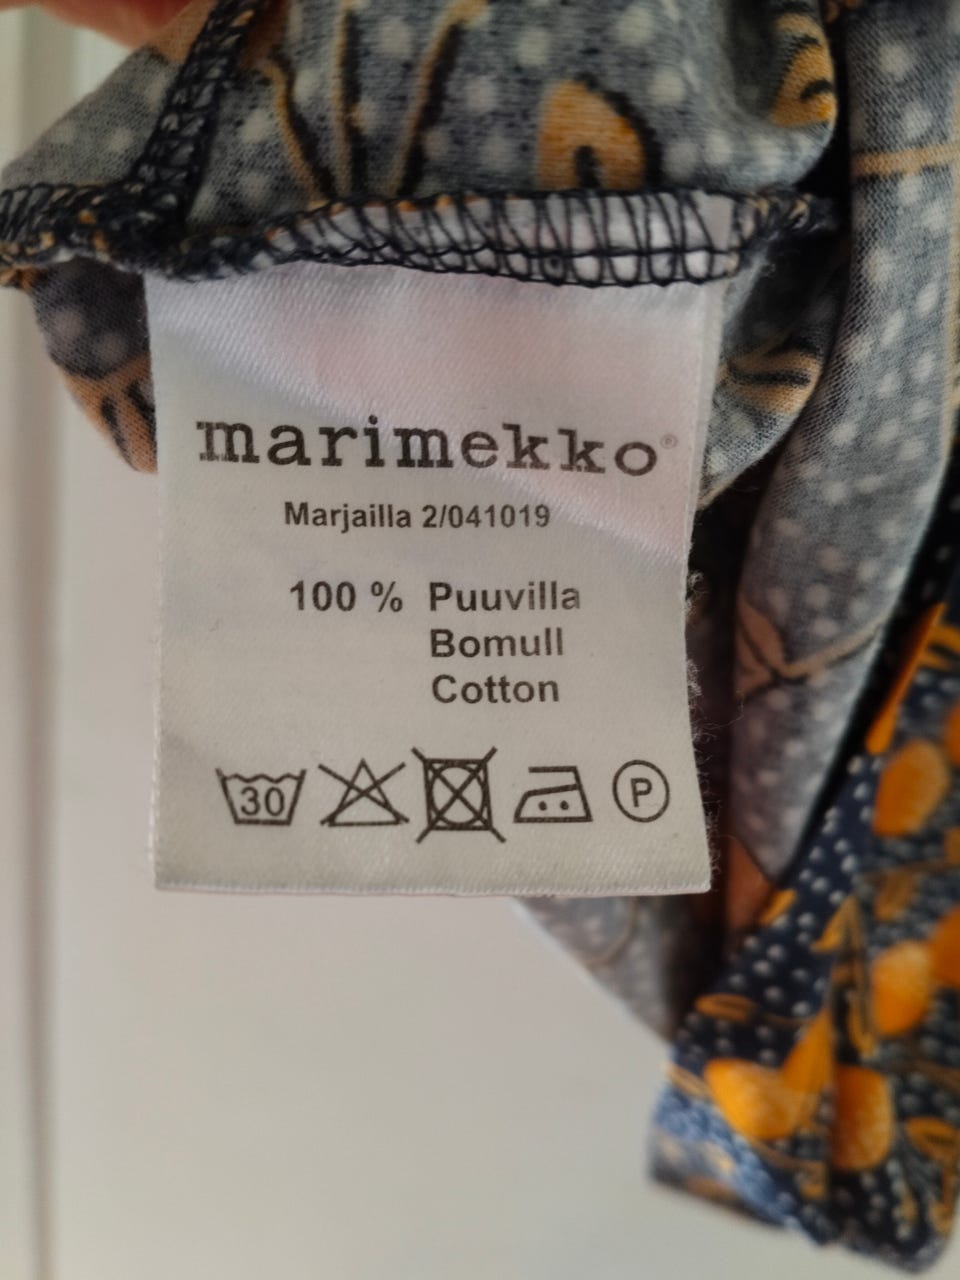 marimekko®
Marjailla 2/041019
100 % Puuvilla
Bomull
Cotton
30 P